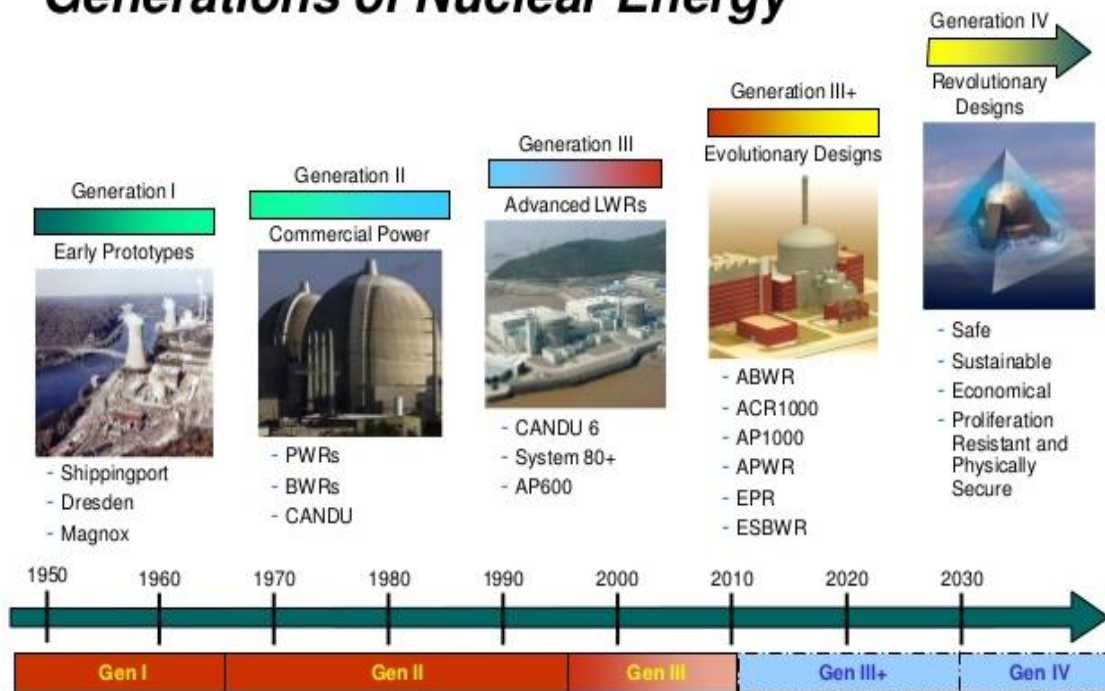 Generations of Nuclear Energy
Generation I
Early Prototypes
- Shippingport
- Dresden
- Magnox
Generation II
Commercial Power
- PWRs
- BWRs
- CANDU
Generation III
Advanced LWRs
- CANDU 6
- System 80+
- AP600
Generation III+
Evolutionary Designs
- ABWR
- ACR1000
- AP1000
- APWR
- EPR
- ESBWR
Generation IV
Revolutionary
Designs
- Safe
- Sustainable
- Economical
- Proliferation
Resistant and
Physically
Secure
1950 1960 1970 1980 1990 2000 2010 2020 2030
Gen I Gen II Gen III Gen III+ Gen IV